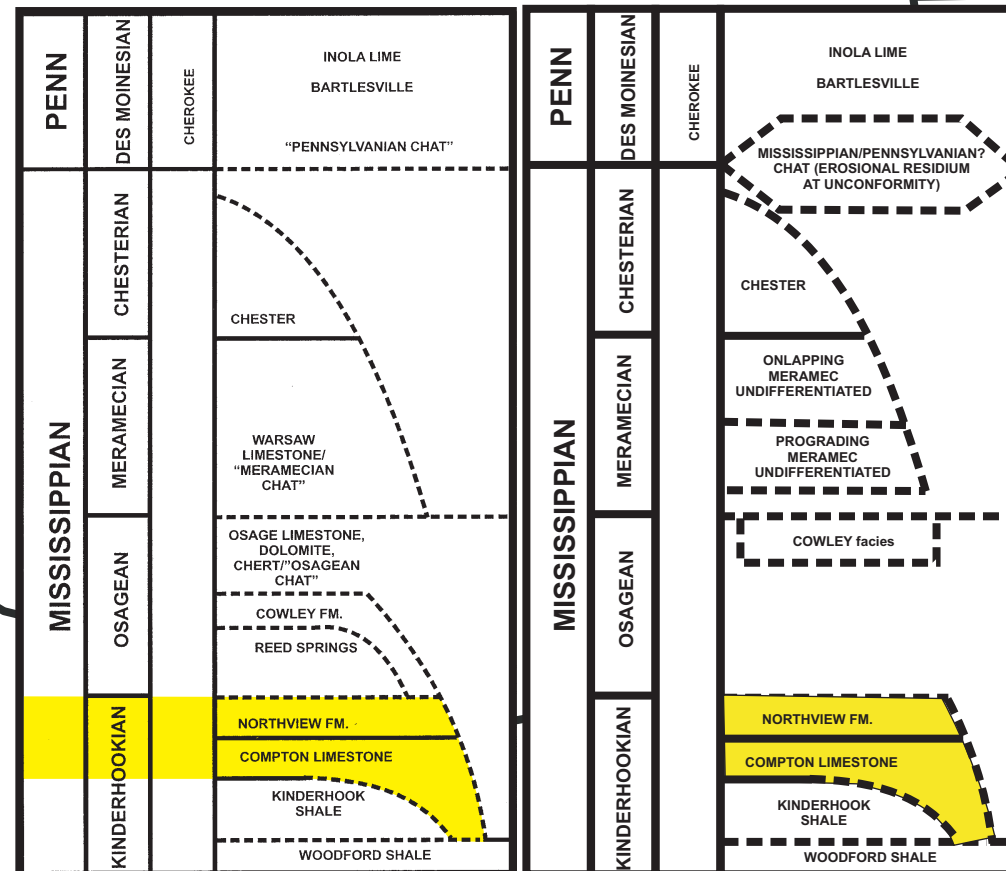 PENN
DES MOINESIAN
CHEROKEE
INOLA LIME
BARTLESVILLE
“PENNSYLVANIAN CHAT”
MISSISSIPPIAN
CHESTERIAN
CHESTER
MERAMECIAN
WARSAW
LIMESTONE/
“MERAMECIAN
CHAT”
OSAGEAN
OSAGE LIMESTONE,
DOLOMITE,
CHERT/”OSAGEAN
CHAT”
COWLEY FM.
REED SPRINGS
KINDERHOOKIAN
NORTHVIEW FM.
COMPTON LIMESTONE
KINDERHOOK
SHALE
WOODFORD SHALE
PENN
DES MOINESIAN
CHEROKEE
INOLA LIME
BARTLESVILLE
MISSISSIPPIAN/PENNSYLVANIAN?
CHAT (EROSIONAL RESIDIUM
AT UNCONFORMITY)
MISSISSIPPIAN
CHESTERIAN
CHESTER
MERAMECIAN
ONLAPPING
MERAMEC
UNDIFFERENTIATED
PROGRADING
MERAMEC
UNDIFFERENTIATED
OSAGEAN
COWLEY facies
KINDERHOOKIAN
NORTHVIEW FM.
COMPTON LIMESTONE
KINDERHOOK
SHALE
WOODFORD SHALE